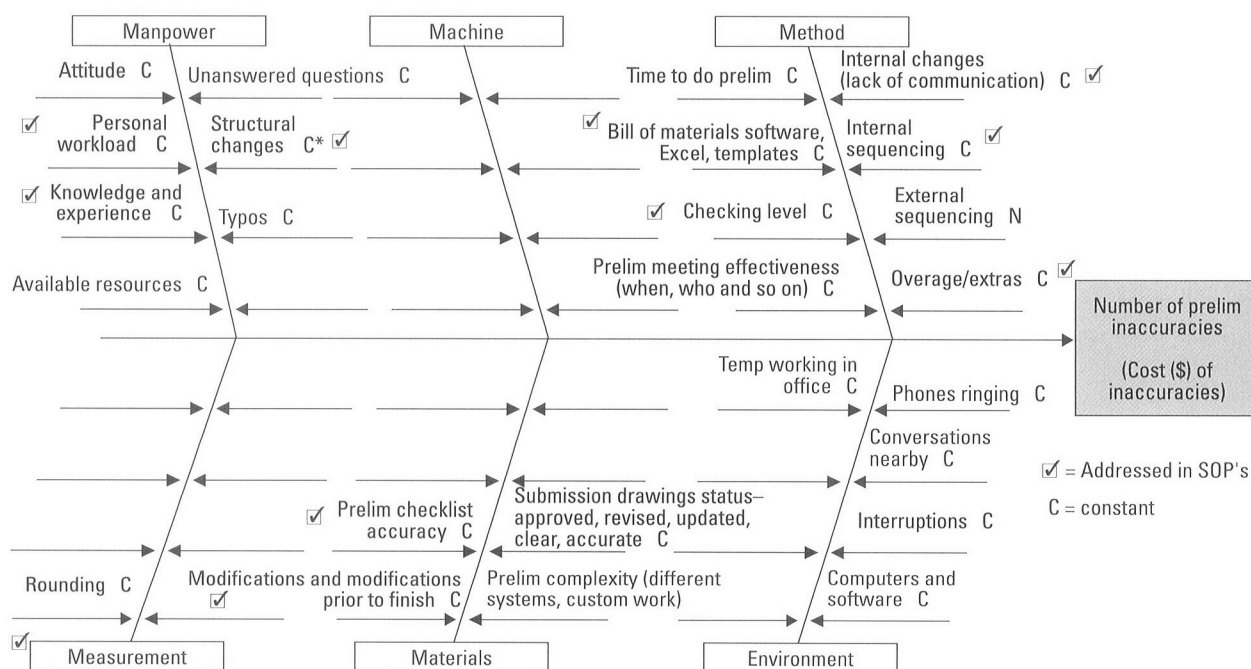 Manpower
Machine
Method
Attitude C
Unanswered questions C
Time to do prelim C
Internal changes
(lack of communication) C ☑
☑ Personal
workload C
Structural
changes C* ☑
☑ Bill of materials software,
Excel, templates C
Internal
sequencing C ☑
☑ Knowledge and
experience C
Typos C
☑ Checking level C
External
sequencing N
Available resources C
Prelim meeting effectiveness
(when, who and so on) C
Overage/extras C ☑
Number of prelim
inaccuracies
(Cost ($) of
inaccuracies)
Temp working in
office C
Phones ringing C
Conversations
nearby C
☑ = Addressed in SOP's
C = constant
☑ Prelim checklist
accuracy C
Submission drawings status–
approved, revised, updated,
clear, accurate C
Interruptions C
Rounding C
☑
Modifications and modifications
☑ prior to finish C
Prelim complexity (different
systems, custom work)
Computers and
software C
Measurement
Materials
Environment